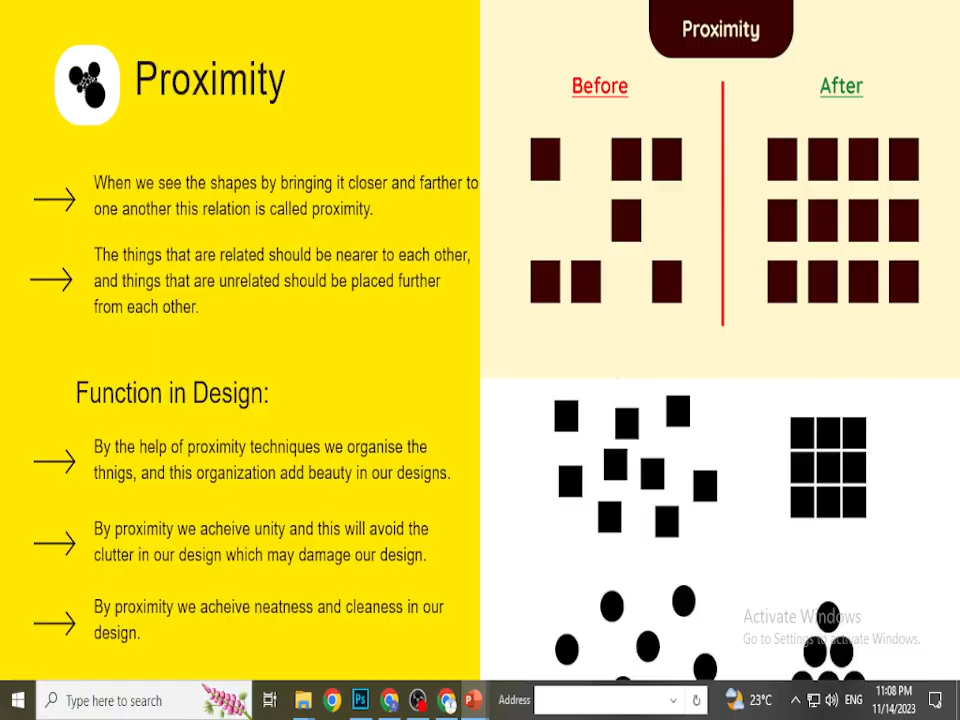 Proximity
When we see the shapes by bringing it closer and farther to
one another this relation is called proximity.
The things that are related should be nearer to each other,
and things that are unrelated should be placed further
from each other.
Function in Design:
By the help of proximity techniques we organise the
thnigs, and this organization add beauty in our designs.
By proximity we acheive unity and this will avoid the
clutter in our design which may damage our design.
By proximity we acheive neatness and cleaness in our
design.
Proximity
Before
After
Activate Windows
Go to Settings to activate Windows.
Type here to search
Ps
Address
23°C
ENG
11:08 PM
11/14/2023